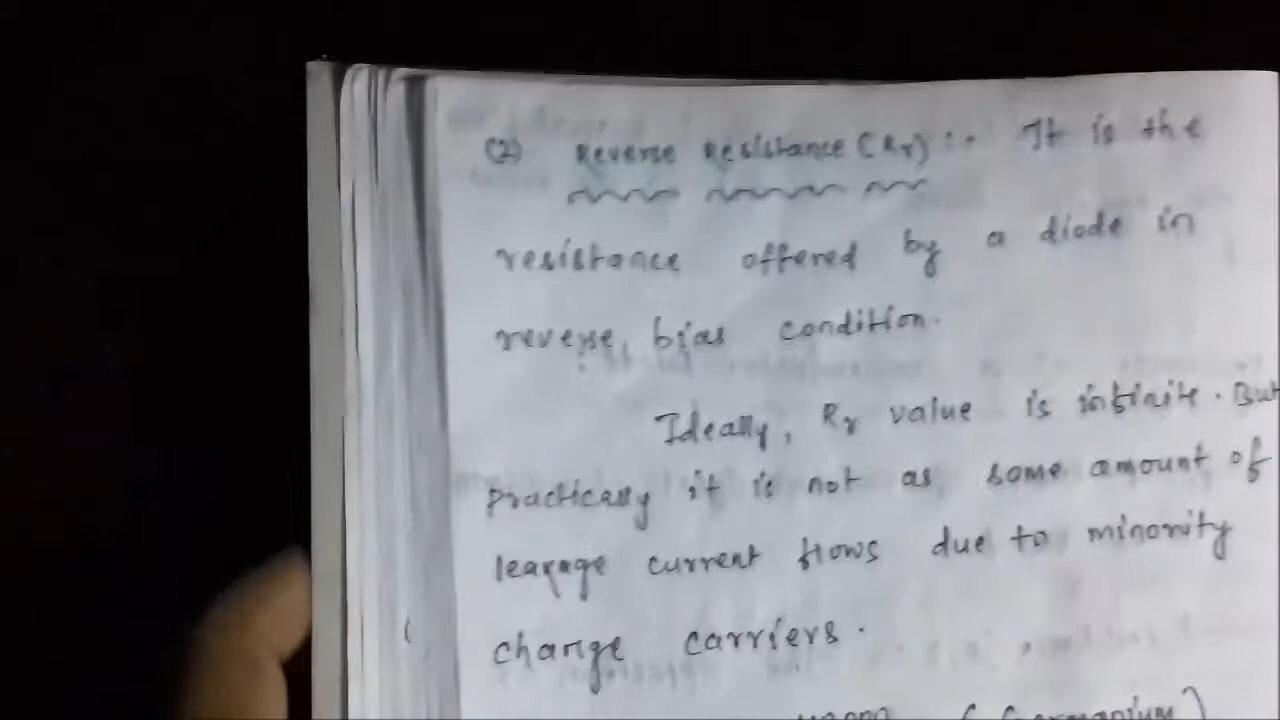 (2) Reverse Resistance (Rr) :- It is the
resistance offered by a diode in
reverse bias condition.
Ideally, Rr value is infinite. But
practically it is not as some amount of
leakage current flows due to minority
charge carriers.
(Germanium)